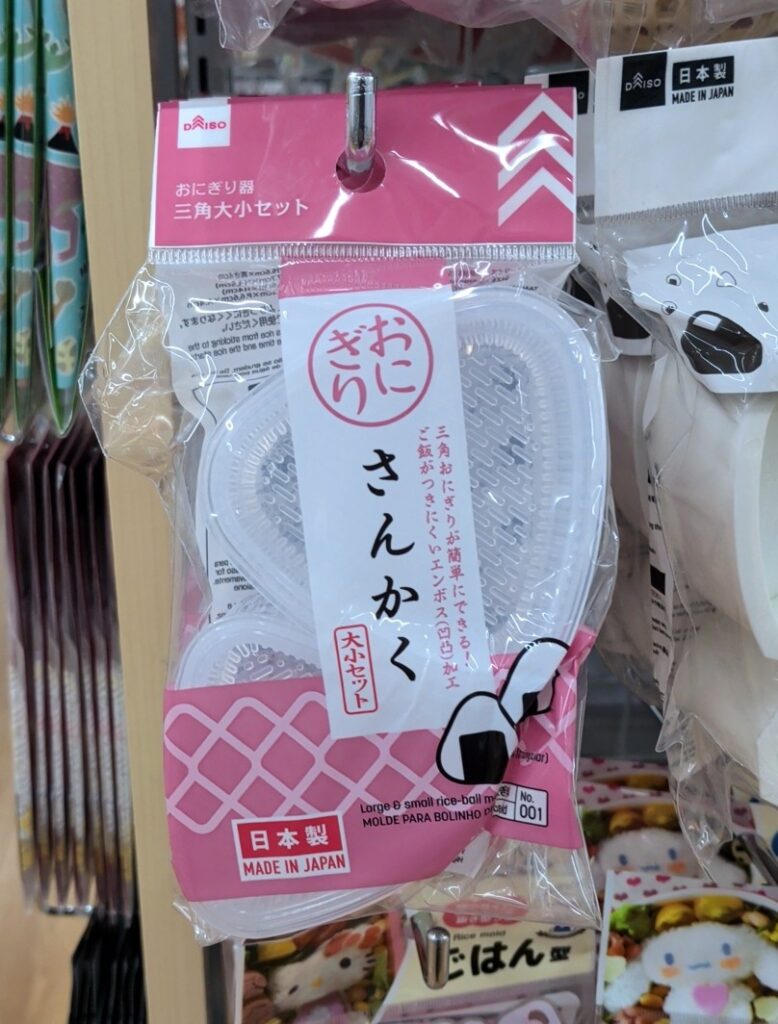 DAISO
おにぎり器
三角大小セット
おにぎり
さんかく
大小セット
三角おにぎりが簡単にできる!
ご飯がつきにくいエンボス(凹凸)加工
Large & small rice-ball
MOLDE PARA BOLINHO
No.
001
日本製
MADE IN JAPAN
DAISO
日本製
MADE IN JAPAN
Rice mold
ごはん型